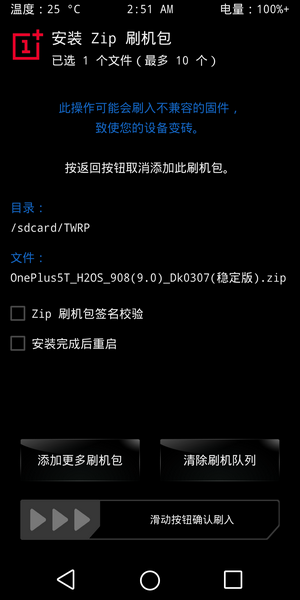 温度：25 °C 2:51 AM 电量：100%+
安装 Zip 刷机包
已选 1 个文件（最多 10 个）
此操作可能会刷入不兼容的固件，
致使您的设备变砖。
按返回按钮取消添加此刷机包。
目录：
/sdcard/TWRP
文件：
OnePlus5T_H2OS_908(9.0)_Dk0307(稳定版).zip
Zip 刷机包签名校验
安装完成后重启
添加更多刷机包 清除刷机队列
滑动按钮确认刷入